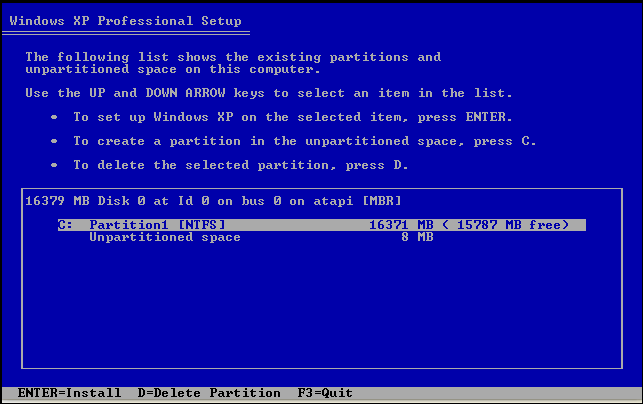 Windows XP Professional Setup
The following list shows the existing partitions and
unpartitioned space on this computer.
Use the UP and DOWN ARROW keys to select an item in the list.
• To set up Windows XP on the selected item, press ENTER.
• To create a partition in the unpartitioned space, press C.
• To delete the selected partition, press D.
16379 MB Disk 0 at Id 0 on bus 0 on atapi [MBR]
C: Partition1 [NTFS] 16371 MB ( 15787 MB free)
Unpartitioned space 8 MB
ENTER=Install D=Delete Partition F3=Quit